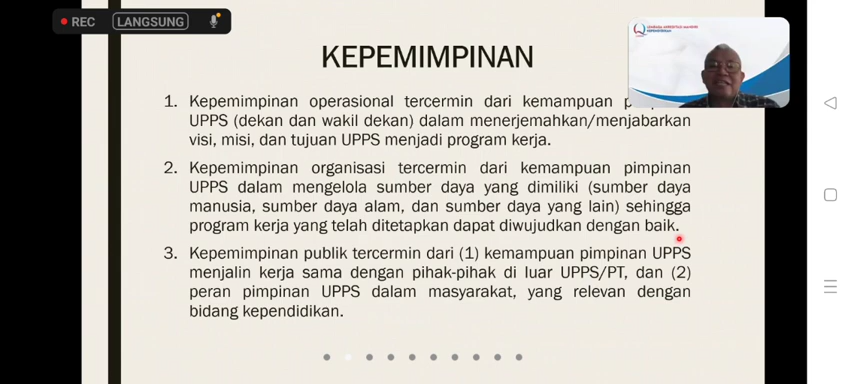 REC
LANGSUNG
LEMBAGA AKREDITASI MANDIRI
KEPENDIDIKAN
KEPEMIMPINAN
1. Kepemimpinan operasional tercermin dari kemampuan
UPPS (dekan dan wakil dekan) dalam menerjemahkan/menjabarkan
visi, misi, dan tujuan UPPS menjadi program kerja.
2. Kepemimpinan organisasi tercermin dari kemampuan pimpinan
UPPS dalam mengelola sumber daya yang dimiliki (sumber daya
manusia, sumber daya alam, dan sumber daya yang lain) sehingga
program kerja yang telah ditetapkan dapat diwujudkan dengan baik.
3. Kepemimpinan publik tercermin dari (1) kemampuan pimpinan UPPS
menjalin kerja sama dengan pihak-pihak di luar UPPS/PT, dan (2)
peran pimpinan UPPS dalam masyarakat, yang relevan dengan
bidang kependidikan.